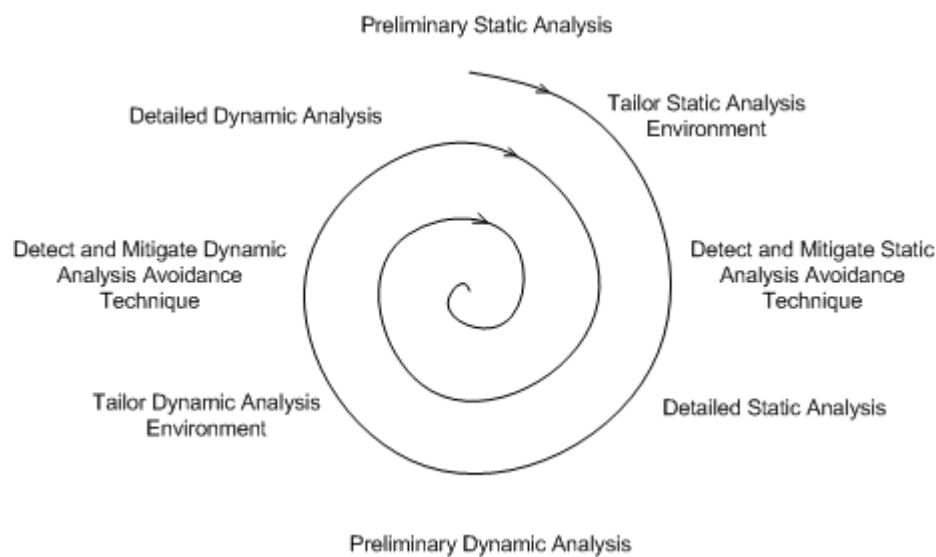 Preliminary Static Analysis
Tailor Static Analysis
Environment
Detect and Mitigate Static
Analysis Avoidance
Technique
Detailed Static Analysis
Preliminary Dynamic Analysis
Tailor Dynamic Analysis
Environment
Detect and Mitigate Dynamic
Analysis Avoidance
Technique
Detailed Dynamic Analysis